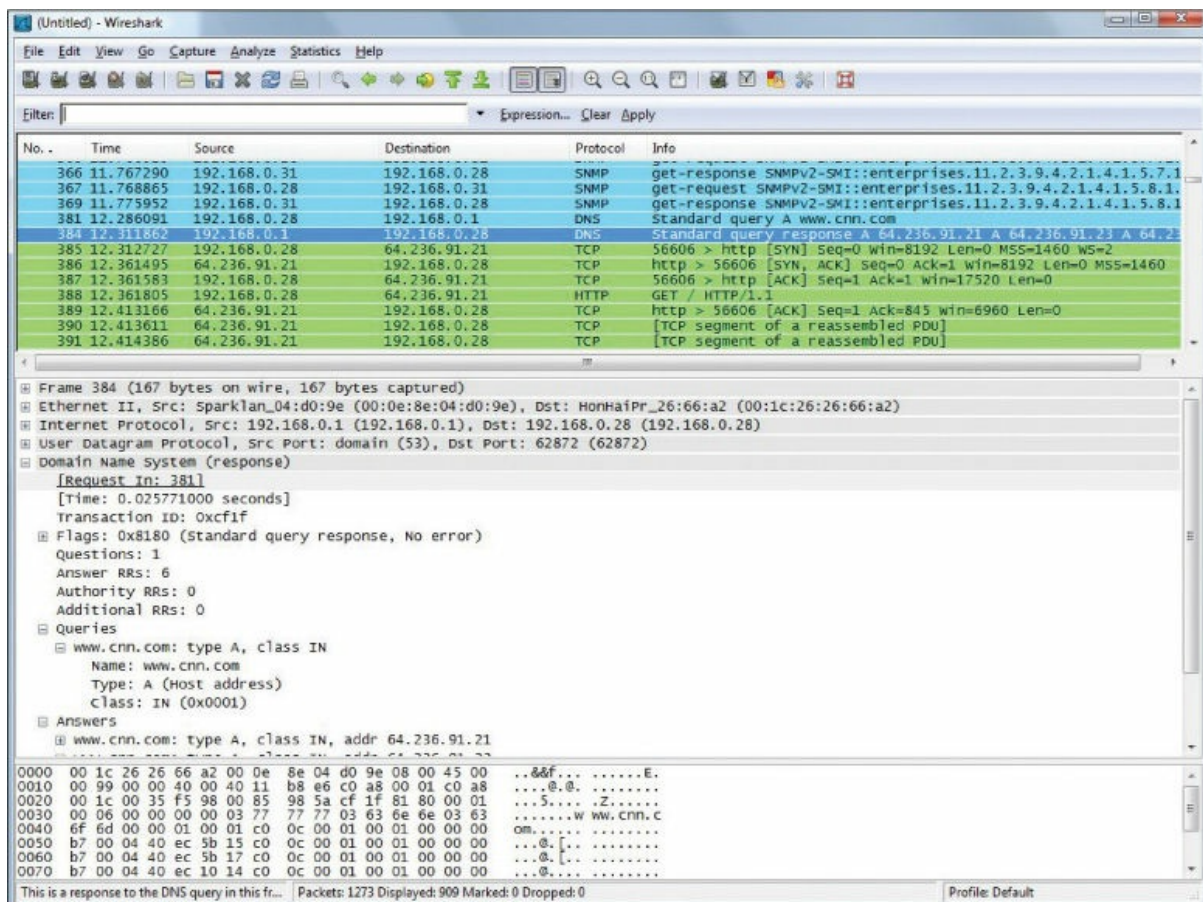 (Untitled) - Wireshark
File Edit View Go Capture Analyze Statistics Help
Filter: Expression... Clear Apply
No. . Time Source Destination Protocol Info
366 11.767290 192.168.0.31 192.168.0.28 SNMP get-response SNMPv2-SMI::enterprises.11.2.3.9.4.2.1.4.1.5.7.1
367 11.768865 192.168.0.28 192.168.0.31 SNMP get-request SNMPv2-SMI::enterprises.11.2.3.9.4.2.1.4.1.5.8.1.
369 11.775952 192.168.0.31 192.168.0.28 SNMP get-response SNMPv2-SMI::enterprises.11.2.3.9.4.2.1.4.1.5.8.1
381 12.286091 192.168.0.28 192.168.0.1 DNS Standard query A www.cnn.com
384 12.311862 192.168.0.1 192.168.0.28 DNS Standard query response A 64.236.91.21 A 64.236.91.23 A 64.23
385 12.312727 192.168.0.28 64.236.91.21 TCP 56606 > http [SYN] Seq=0 Win=8192 Len=0 MSS=1460 WS=2
386 12.361495 64.236.91.21 192.168.0.28 TCP http > 56606 [SYN, ACK] Seq=0 Ack=1 Win=8192 Len=0 MSS=1460
387 12.361583 192.168.0.28 64.236.91.21 TCP 56606 > http [ACK] Seq=1 Ack=1 Win=17520 Len=0
388 12.361805 192.168.0.28 64.236.91.21 HTTP GET / HTTP/1.1
389 12.413166 64.236.91.21 192.168.0.28 TCP http > 56606 [ACK] Seq=1 Ack=845 Win=6960 Len=0
390 12.413611 64.236.91.21 192.168.0.28 TCP [TCP segment of a reassembled PDU]
391 12.414386 64.236.91.21 192.168.0.28 TCP [TCP segment of a reassembled PDU]
Frame 384 (167 bytes on wire, 167 bytes captured)
Ethernet II, Src: Sparklan_04:d0:9e (00:0e:8e:04:d0:9e), Dst: HonHaiPr_26:66:a2 (00:1c:26:26:66:a2)
Internet Protocol, Src: 192.168.0.1 (192.168.0.1), Dst: 192.168.0.28 (192.168.0.28)
User Datagram Protocol, Src Port: domain (53), Dst Port: 62872 (62872)
Domain Name System (response)
[Request In: 381]
[Time: 0.025771000 seconds]
Transaction ID: 0xcf1f
Flags: 0x8180 (Standard query response, No error)
Questions: 1
Answer RRs: 6
Authority RRs: 0
Additional RRs: 0
Queries
www.cnn.com: type A, class IN
Name: www.cnn.com
Type: A (Host address)
Class: IN (0x0001)
Answers
www.cnn.com: type A, class IN, addr 64.236.91.21
0000 00 1c 26 26 66 a2 00 0e 8e 04 d0 9e 08 00 45 00 ..&&f... ......E.
0010 00 99 00 00 40 00 40 11 b8 e6 c0 a8 00 01 c0 a8 ....@.@. ........
0020 00 1c 00 35 f5 98 00 85 98 5a cf 1f 81 80 00 01 ...5.... .Z......
0030 00 06 00 00 00 00 03 77 77 77 03 63 6e 6e 03 63 .......w ww.cnn.c
0040 6f 6d 00 00 01 00 01 c0 0c 00 01 00 01 00 00 00 om...... ........
0050 b7 00 04 40 ec 5b 15 c0 0c 00 01 00 01 00 00 00 ...@.[.. ........
0060 b7 00 04 40 ec 5b 17 c0 0c 00 01 00 01 00 00 00 ...@.[.. ........
0070 b7 00 04 40 ec 10 14 c0 0c 00 01 00 01 00 00 00 ...@.... ........
This is a response to the DNS query in this fr... Packets: 1273 Displayed: 909 Marked: 0 Dropped: 0 Profile: Default